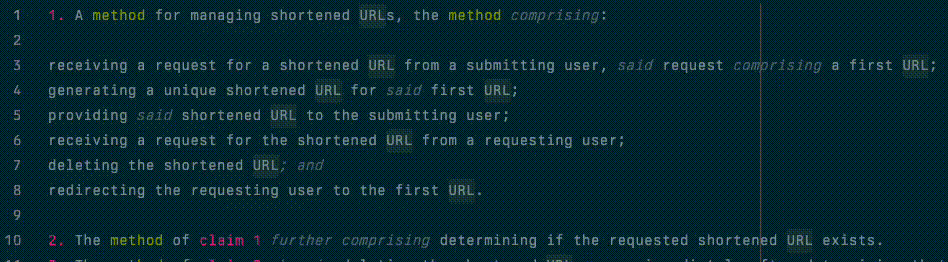 1 1. A method for managing shortened URLs, the method comprising:
2
3 receiving a request for a shortened URL from a submitting user, said request comprising a first URL;
4 generating a unique shortened URL for said first URL;
5 providing said shortened URL to the submitting user;
6 receiving a request for the shortened URL from a requesting user;
7 deleting the shortened URL; and
8 redirecting the requesting user to the first URL.
9
10 2. The method of claim 1 further comprising determining if the requested shortened URL exists.